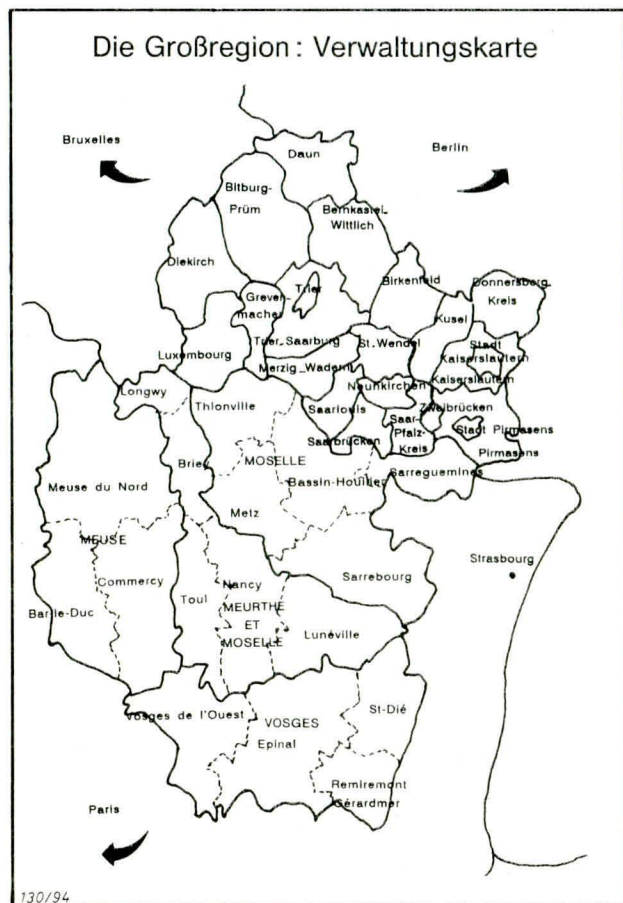 Die Großregion : Verwaltungskarte
Bruxelles
Berlin
Daun
Bitburg-
Prüm
Bernkastel-
Wittlich
Diekirch
Birkenfeld
Donnersberg-
Kreis
Trier
Greven-
macher
Kusel
Luxembourg
Trier-Saarburg
St.Wendel
Stadt
Kaiserslautern
Merzig-Wadern
Kaiserslautern
Longwy
Thionville
Neunkirchen
Saarlouis
Zweibrücken
Saar-
Pfalz-
Kreis
Stadt Pirmasens
Saarbrücken
Pirmasens
Briey
MOSELLE
Bassin-Houiller
Sarreguemines
Meuse du Nord
Metz
MEUSE
Strasbourg
Commercy
Sarrebourg
Bar-le-Duc
Toul
Nancy
MEURTHE
ET
MOSELLE
Lunéville
Vosges de l'Ouest
VOSGES
Epinal
St-Dié
Remiremont
Gérardmer
Paris
130/94